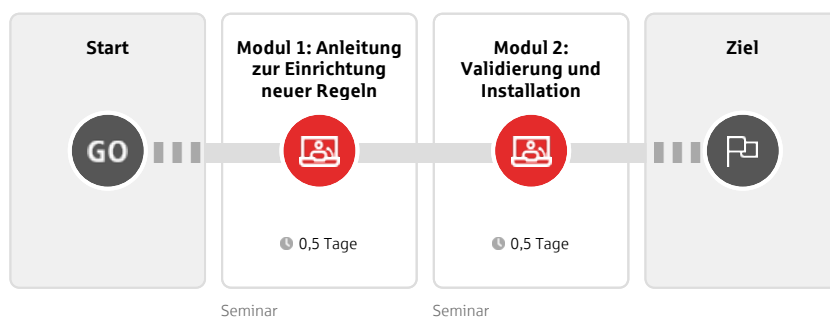 Start
Modul 1: Anleitung
zur Einrichtung
neuer Regeln
Modul 2:
Validierung und
Installation
Ziel
GO
0,5 Tage
0,5 Tage
Seminar
Seminar